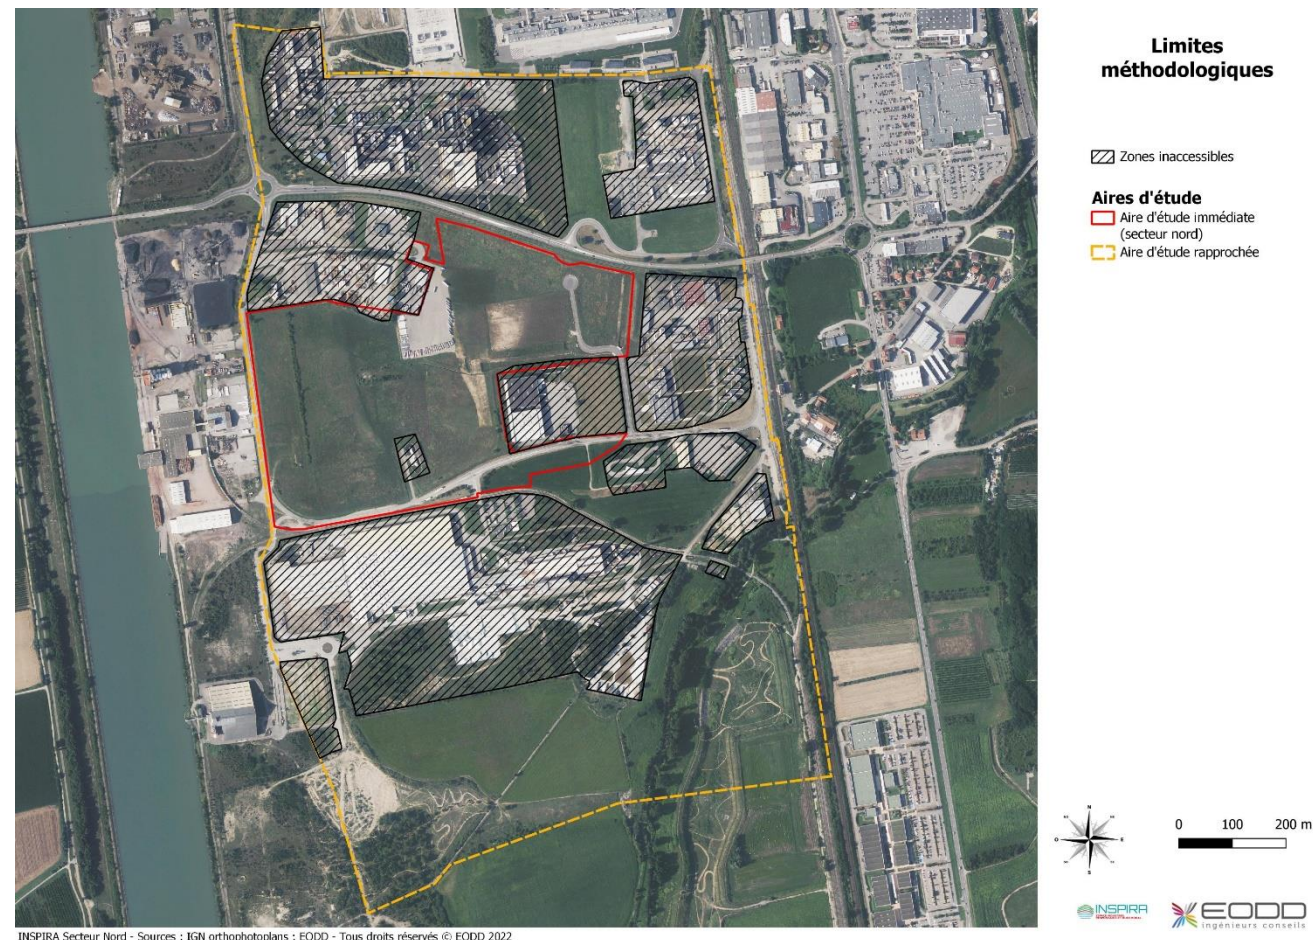 Limites
méthodologiques
Zones inaccessibles
Aires d'étude
Aire d'étude immédiate
(secteur nord)
Aire d'étude rapprochée
N
O
E
S
0 100 200 m
INSPIRA
EODD
ingénieurs conseils
INSPIRA Secteur Nord - Sources : IGN orthophotoplans ; EODD - Tous droits réservés © EODD 2022